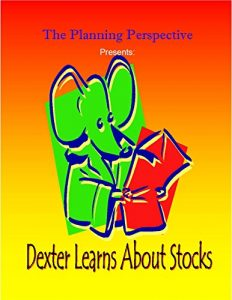 The Planning Perspective
Presents:
Dexter Learns About Stocks